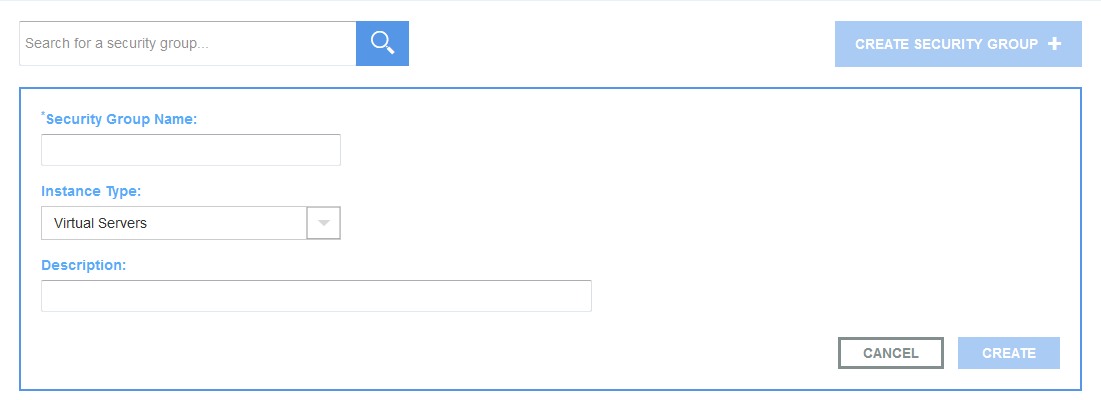 Search for a security group...
CREATE SECURITY GROUP +
*Security Group Name:
Instance Type:
Virtual Servers
Description:
CANCEL
CREATE